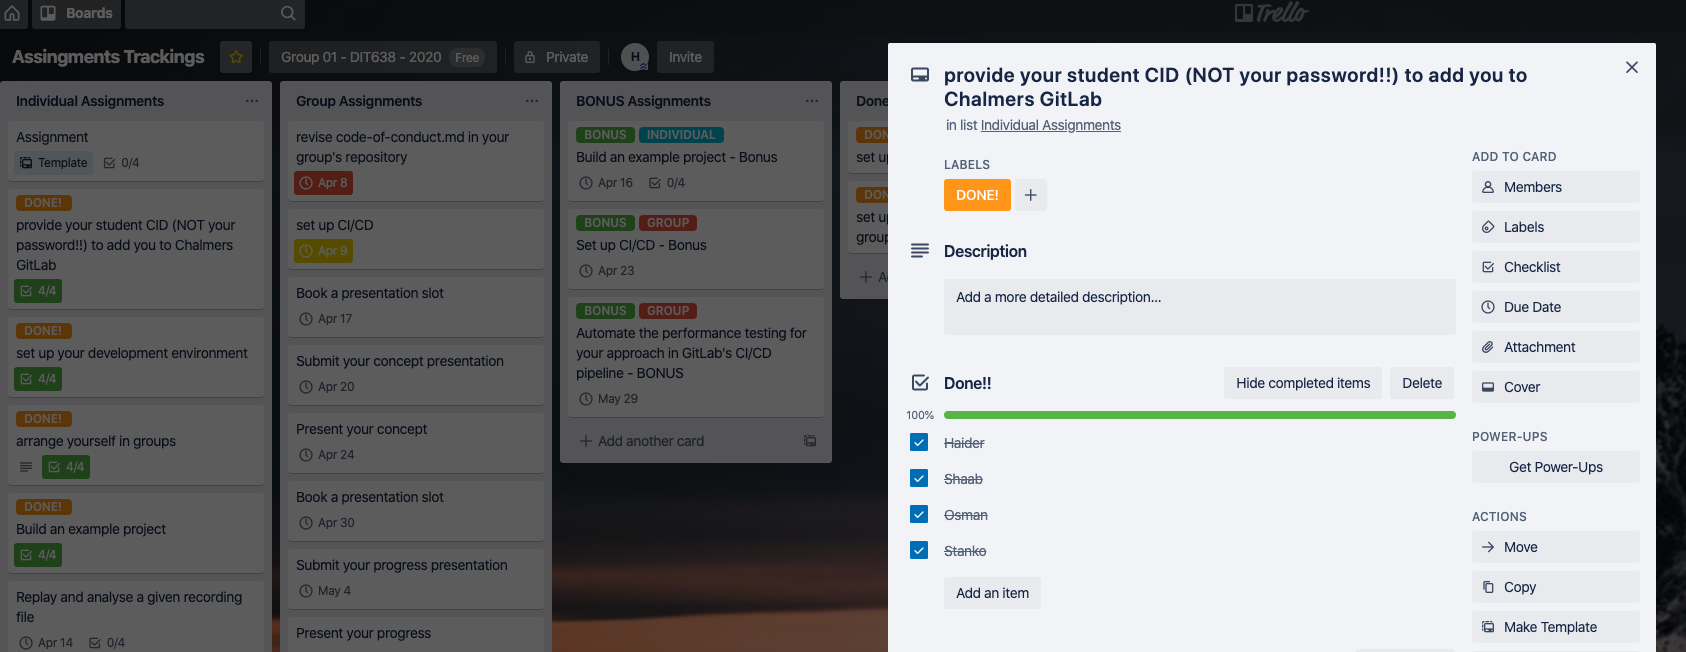 Boards
Trello
Assingments Trackings
Group 01 - DIT638 - 2020 Free
Private
H
Invite
Individual Assignments
Assignment
Template
0/4
DONE!
provide your student CID (NOT your
password!!) to add you to Chalmers
GitLab
4/4
DONE!
set up your development environment
4/4
DONE!
arrange yourself in groups
4/4
DONE!
Build an example project
4/4
Replay and analyse a given recording
file
Apr 14
0/4
Group Assignments
revise code-of-conduct.md in your
group's repository
Apr 8
set up CI/CD
Apr 9
Book a presentation slot
Apr 17
Submit your concept presentation
Apr 20
Present your concept
Apr 24
Book a presentation slot
Apr 30
Submit your progress presentation
May 4
Present your progress
BONUS Assignments
BONUS INDIVIDUAL
Build an example project - Bonus
Apr 16
0/4
BONUS GROUP
Set up CI/CD - Bonus
Apr 23
BONUS GROUP
Automate the performance testing for
your approach in GitLab's CI/CD
pipeline - BONUS
May 29
+ Add another card
Done
DON
set u
DON
set u
group
+ A
provide your student CID (NOT your password!!) to add you to
Chalmers GitLab
in list Individual Assignments
LABELS
DONE!
Description
Add a more detailed description...
Done!!
Hide completed items
Delete
100%
Haider
Shaab
Osman
Stanko
Add an item
ADD TO CARD
Members
Labels
Checklist
Due Date
Attachment
Cover
POWER-UPS
Get Power-Ups
ACTIONS
Move
Copy
Make Template